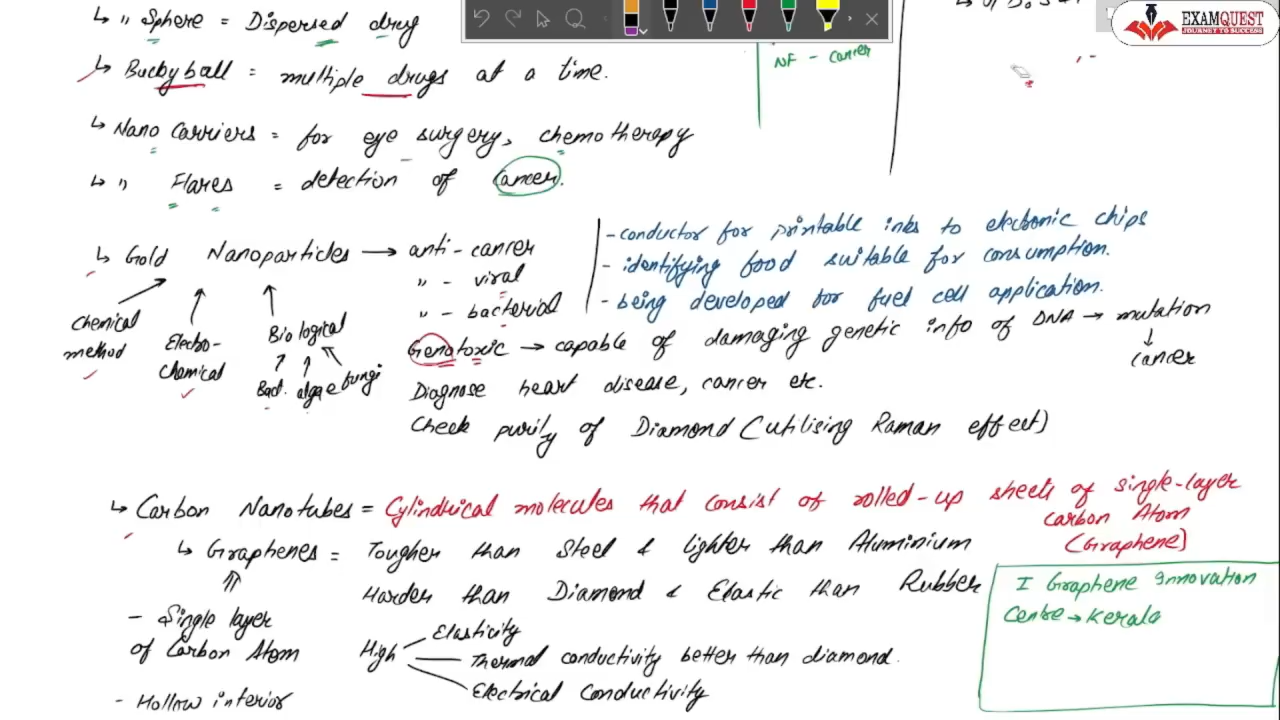 ↳ " Sphere = Dispersed drug
↳ Buckyball = multiple drugs at a time.
↳ Nano Carriers = for eye surgery, chemotherapy
↳ " Flares = detection of Cancer.
NF - cancer
EXAMQUEST
JOURNEY TO SUCCESS
↳ Gold Nanoparticles → anti - cancer
" - viral
" - bacterial
- conductor for printable inks to electronic chips
- identifying food suitable for consumption.
- being developed for fuel cell application.
Chemical method
Electro-chemical
Biological
Bact. algae fungi
Genotoxic → capable of damaging genetic info of DNA → mutation
↓
cancer
Diagnose heart disease, cancer etc.
Check purity of Diamond (utilising Raman effect)
↳ Carbon Nanotubes = Cylindrical molecules that consist of rolled-up sheets of single-layer
carbon Atom
(Graphene)
↳ Graphenes = Tougher than Steel & lighter than Aluminium
Harder than Diamond & Elastic than Rubber
- Single layer
of Carbon Atom
- Hollow interior
High
Elasticity
Thermal conductivity better than diamond.
Electrical Conductivity
I Graphene Innovation
Centre → Kerala